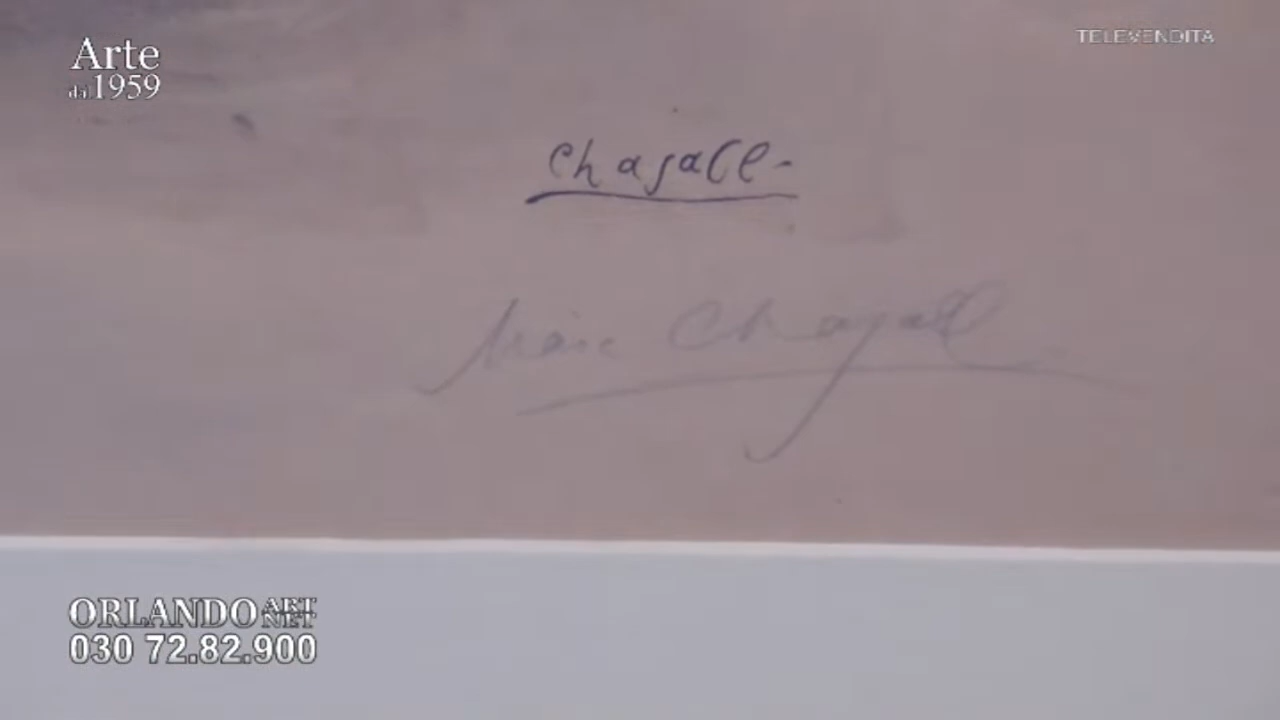 Arte
dal 1959
TELEVENDITA
Chagall-
Marc Chagall
ORLANDO ART NET
030 72.82.900